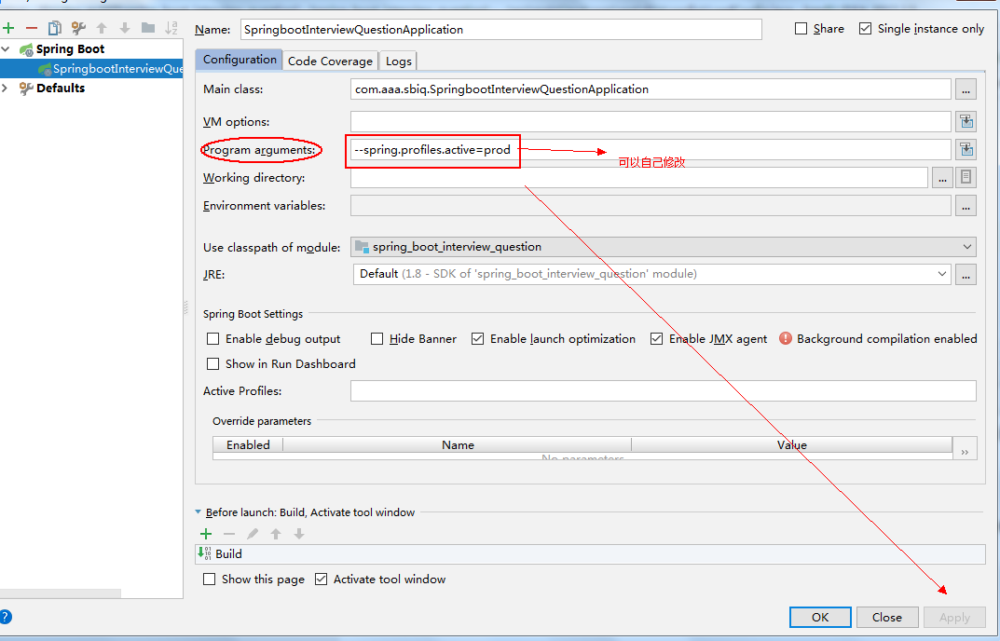 Name: SpringbootInterviewQuestionApplication Share Single instance only
Spring Boot
SpringbootInterviewQue
Defaults
Configuration Code Coverage Logs
Main class: com.aaa.sbiq.SpringbootInterviewQuestionApplication ...
VM options:
Program arguments: --spring.profiles.active=prod
可以自己修改
Working directory: ...
Environment variables: ...
Use classpath of module: spring_boot_interview_question
JRE: Default (1.8 - SDK of 'spring_boot_interview_question' module) ...
Spring Boot Settings
Enable debug output Hide Banner Enable launch optimization Enable JMX agent Background compilation enabled
Show in Run Dashboard
Active Profiles:
Override parameters
Enabled Name Value
No parameters
Before launch: Build, Activate tool window
Build
Show this page Activate tool window
OK Close Apply